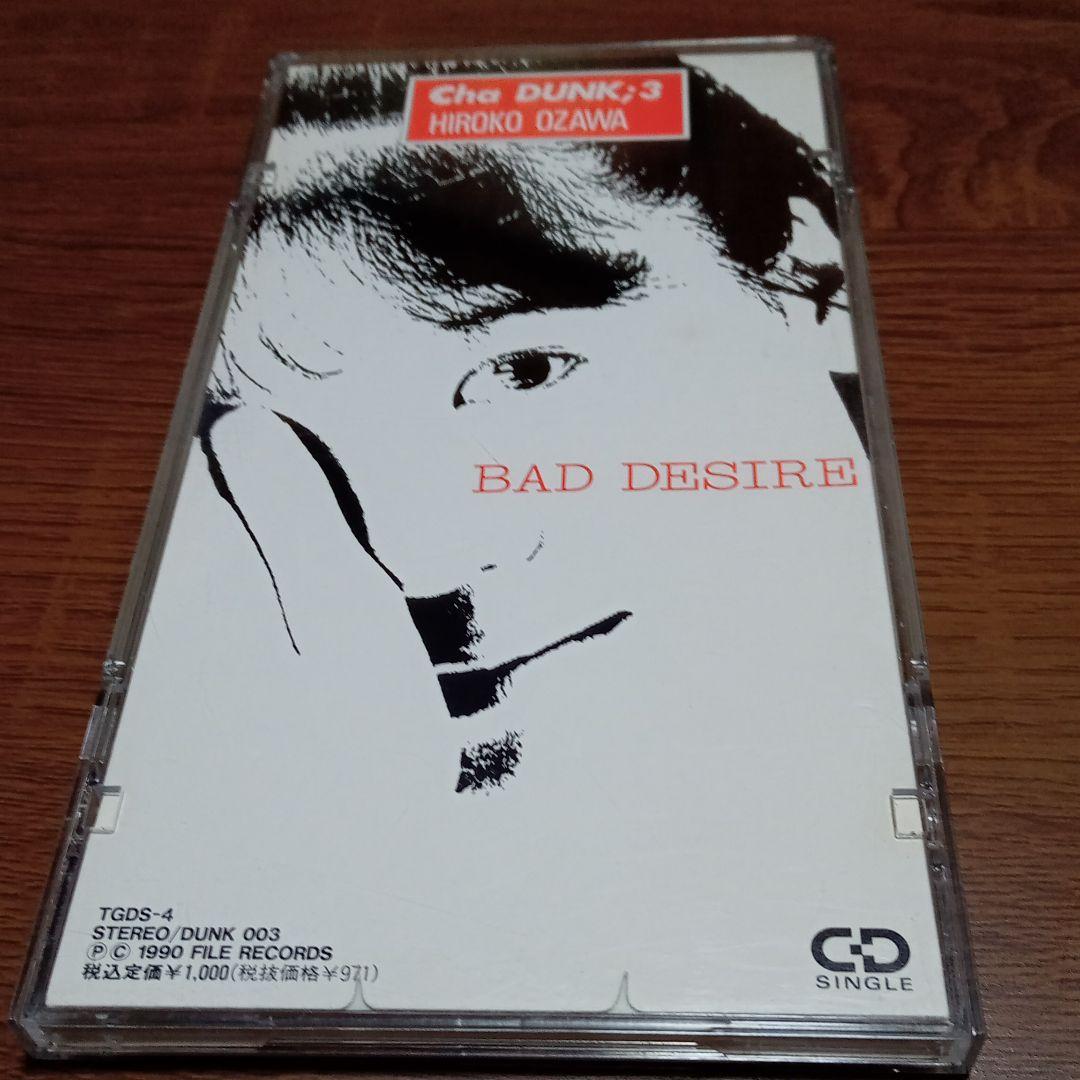 Cha DUNK; 3
HIROKO OZAWA
BAD DESIRE
TGDS-4
STEREO/DUNK 003
Ⓟ Ⓒ 1990 FILE RECORDS
税込定価¥1,000(税抜価格¥971)
CD
SINGLE